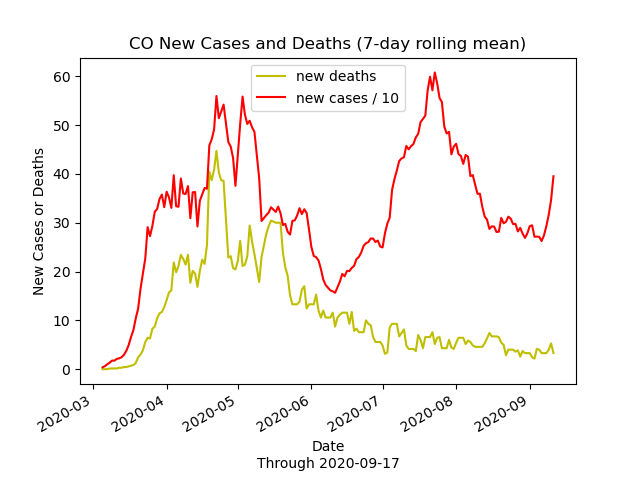 CO New Cases and Deaths (7-day rolling mean)
new deaths
new cases / 10
New Cases or Deaths
60
50
40
30
20
10
0
2020-03
2020-04
2020-05
2020-06
2020-07
2020-08
2020-09
Date
Through 2020-09-17